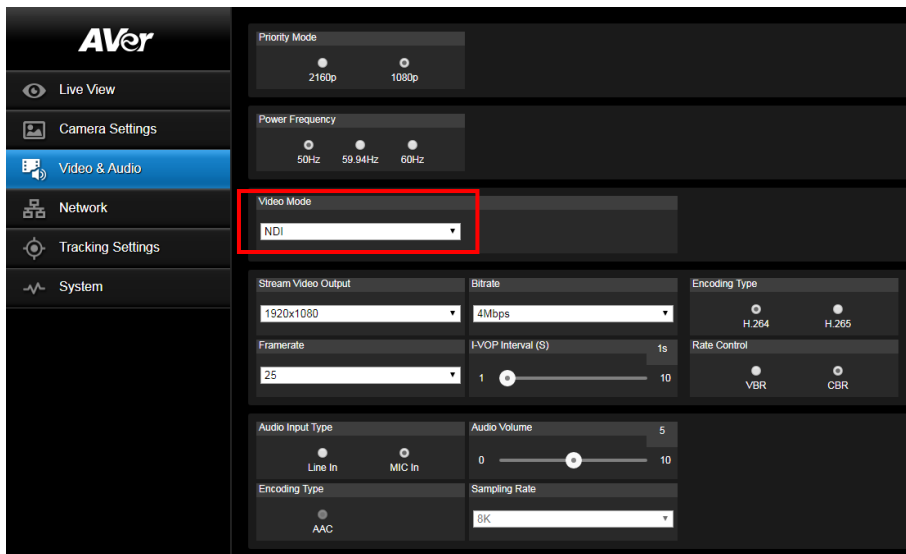 AVer
Live View
Camera Settings
Video & Audio
Network
Tracking Settings
System
Priority Mode
2160p 1080p
Power Frequency
50Hz 59.94Hz 60Hz
Video Mode
NDI
Stream Video Output Bitrate Encoding Type
1920x1080 4Mbps H.264 H.265
Framerate I-VOP Interval (S) 1s Rate Control
25 1 10 VBR CBR
Audio Input Type Audio Volume 5
Line In MIC In 0 10
Encoding Type Sampling Rate
AAC 8K